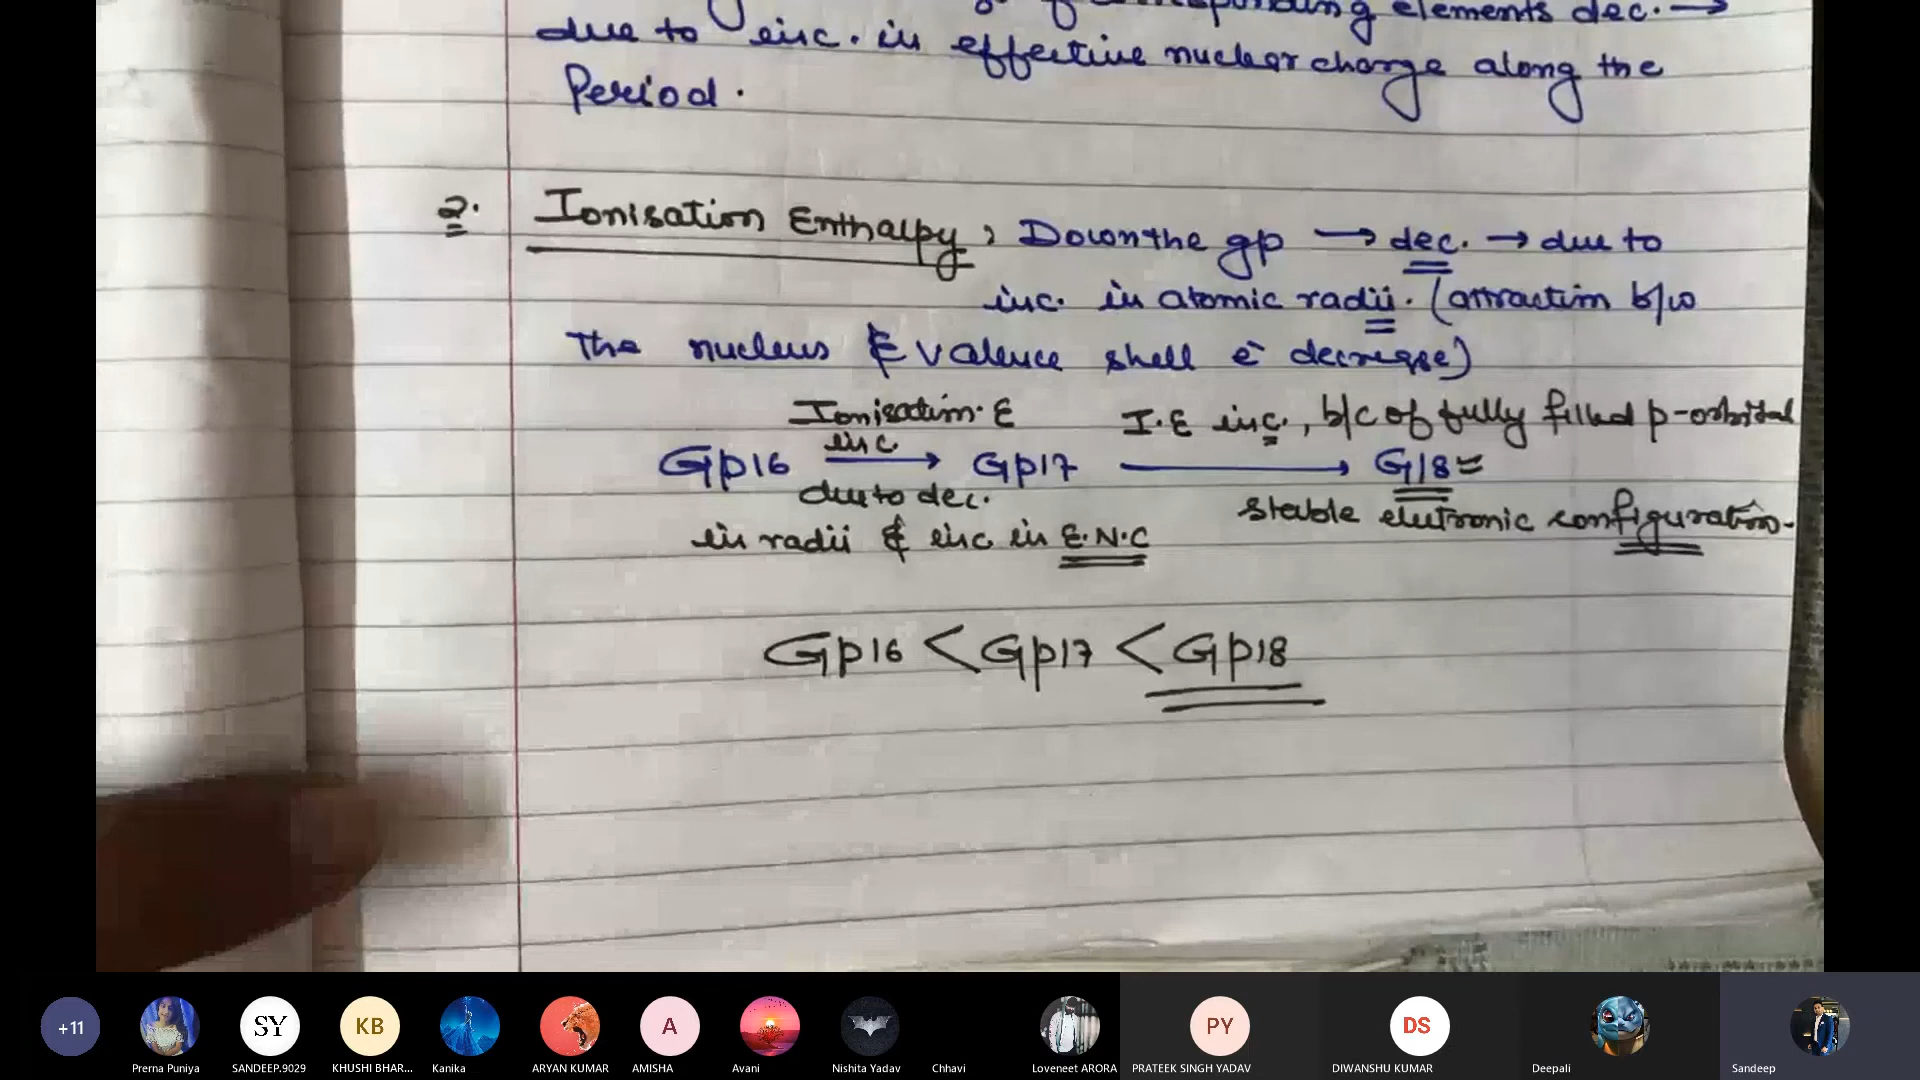 elements dec. →
due to inc. in effective nuclear charge along the
Period.
2. Ionisation Enthalpy, Down the gp → dec. → due to
inc. in atomic radii. (attraction b/w
the nucleus & valence shell e⁻ decrease)
Ionisation. E I.E inc., b/c of fully filled p-orbital
inc.
Gp16 → Gp17 → G18
due to dec. stable eletronic configuration.
in radii & inc in E.N.C
Gp16 < Gp17 < Gp18
+11 SY KB A PY DS
Prerna Puniya SANDEEP.9029 KHUSHI BHAR... Kanika ARYAN KUMAR AMISHA Avani Nishita Yadav Chhavi Loveneet ARORA PRATEEK SINGH YADAV DIWANSHU KUMAR Deepali Sandeep